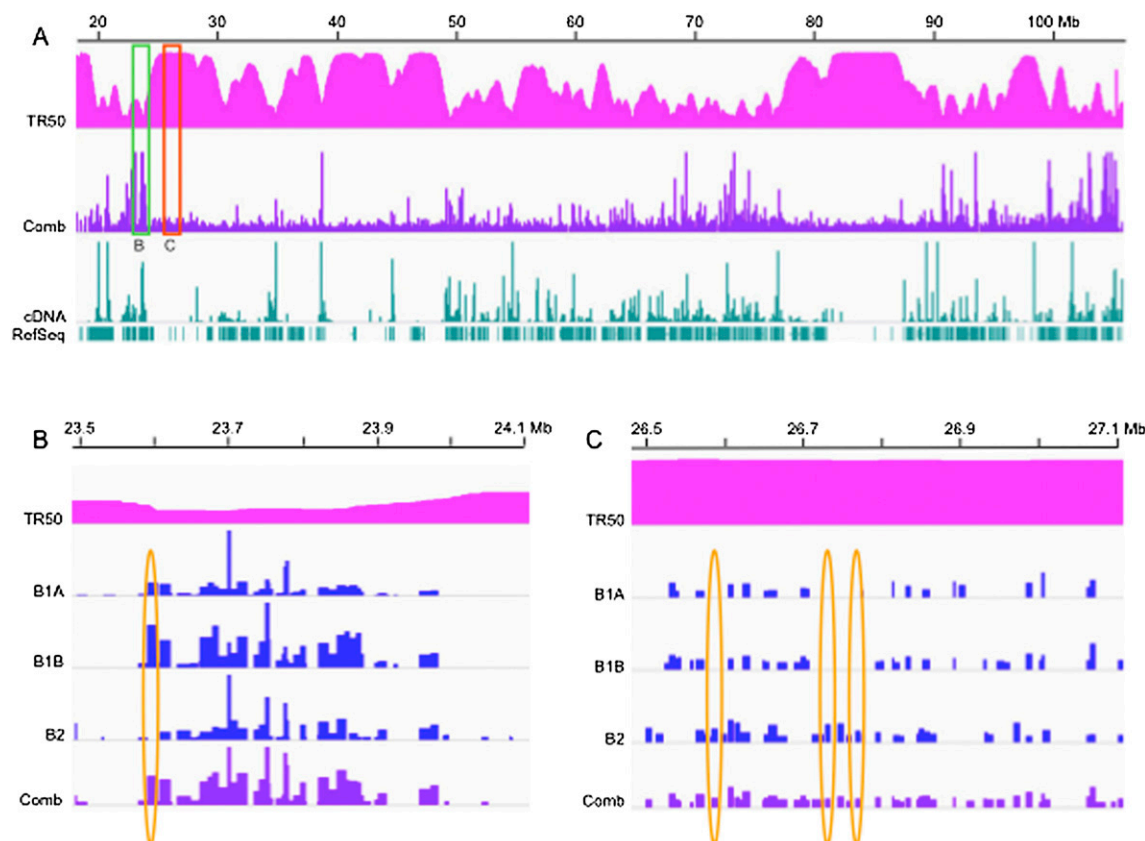 20 30 40 50 60 70 80 90 100 Mb
A
TR50
Comb
B C
cDNA
RefSeq
B
23.5 23.7 23.9 24.1 Mb
TR50
B1A
B1B
B2
Comb
C
26.5 26.7 26.9 27.1 Mb
TR50
B1A
B1B
B2
Comb